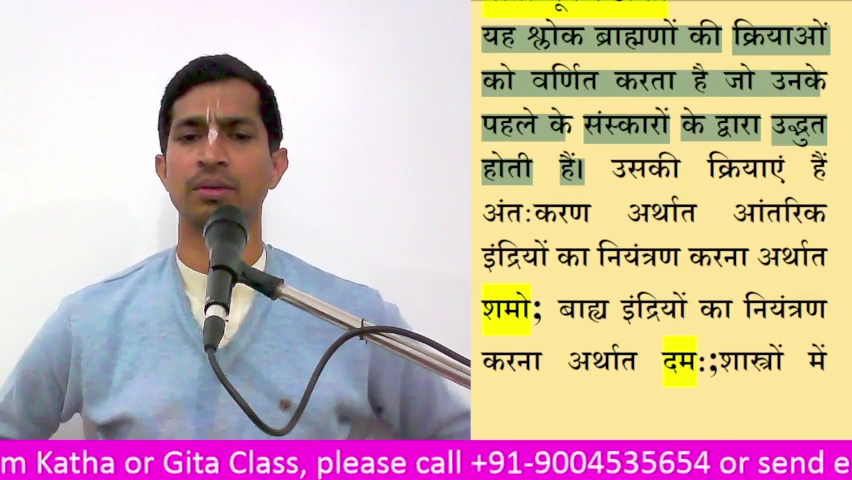 यह श्लोक ब्राह्मणों की क्रियाओं
को वर्णित करता है जो उनके
पहले के संस्कारों के द्वारा उद्भुत
होती हैं। उसकी क्रियाएं हैं
अंतःकरण अर्थात आंतरिक
इंद्रियों का नियंत्रण करना अर्थात
शमो; बाह्य इंद्रियों का नियंत्रण
करना अर्थात दमः;शास्त्रों में
m Katha or Gita Class, please call +91-9004535654 or send e